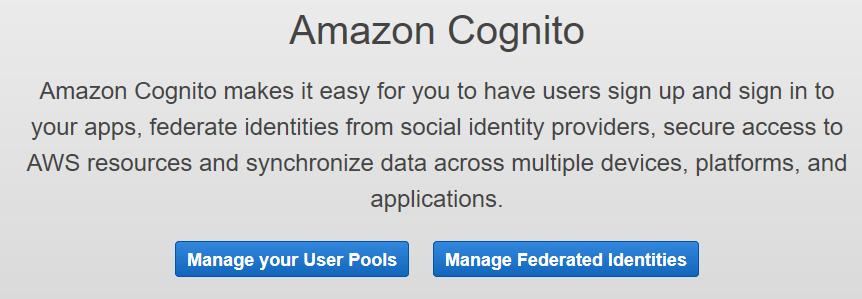 Amazon Cognito
Amazon Cognito makes it easy for you to have users sign up and sign in to
your apps, federate identities from social identity providers, secure access to
AWS resources and synchronize data across multiple devices, platforms, and
applications.
Manage your User Pools
Manage Federated Identities